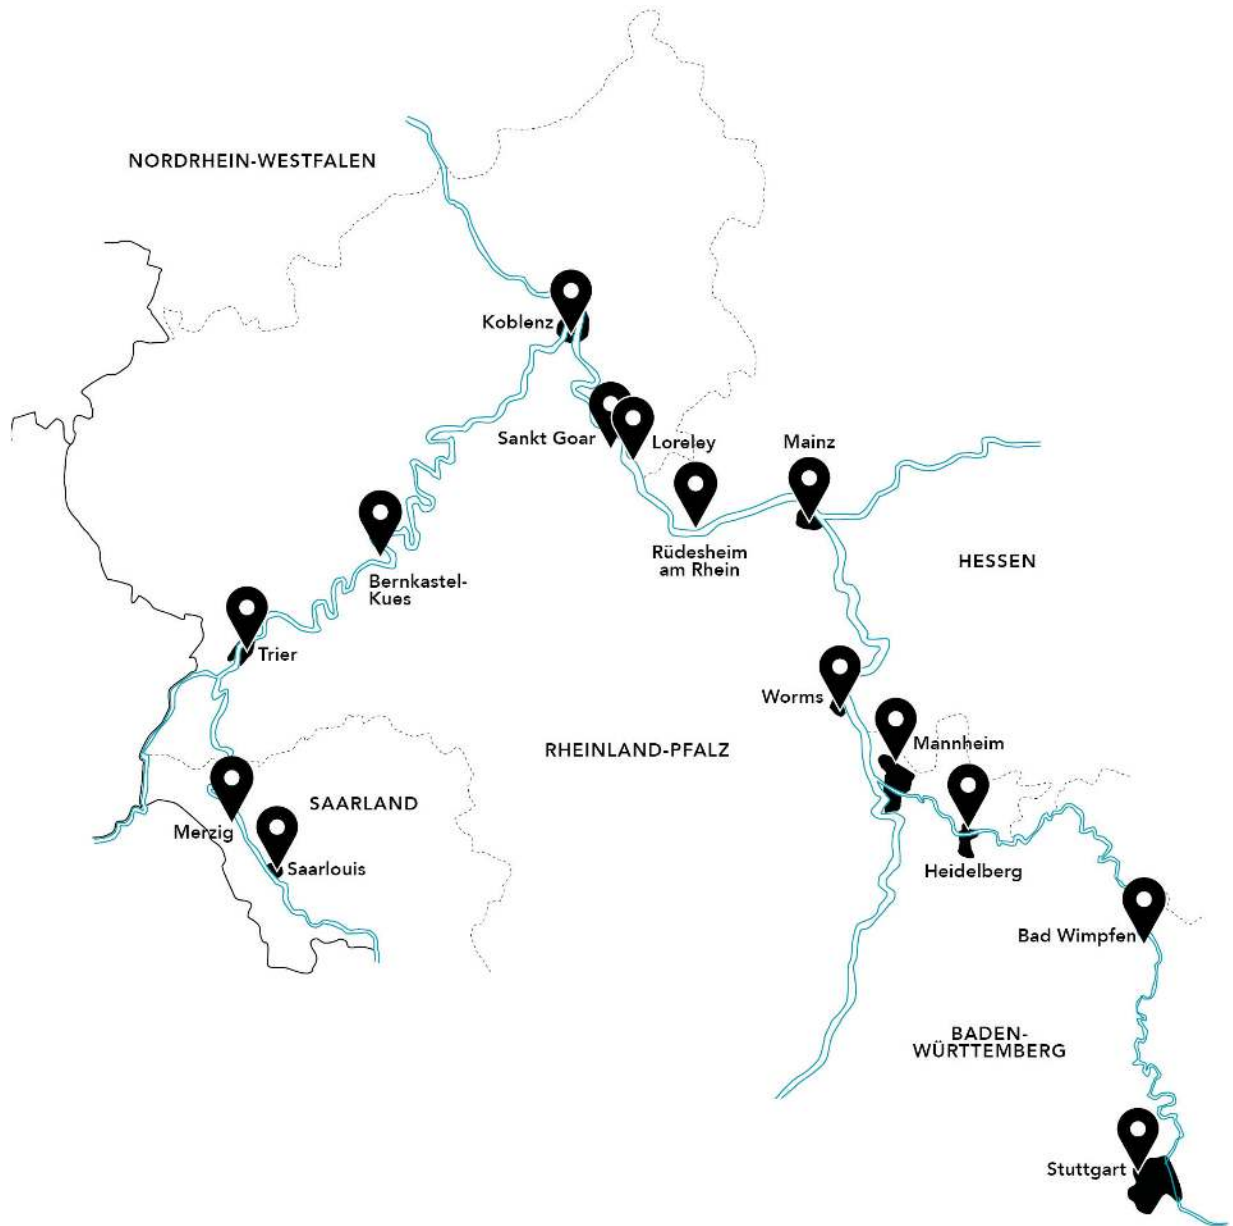 NORDRHEIN-WESTFALEN
Koblenz
Sankt Goar
Loreley
Mainz
Rüdesheim
am Rhein
HESSEN
Bernkastel-
Kues
Trier
Worms
Mannheim
RHEINLAND-PFALZ
SAARLAND
Merzig
Saarlouis
Heidelberg
Bad Wimpfen
BADEN-
WÜRTTEMBERG
Stuttgart